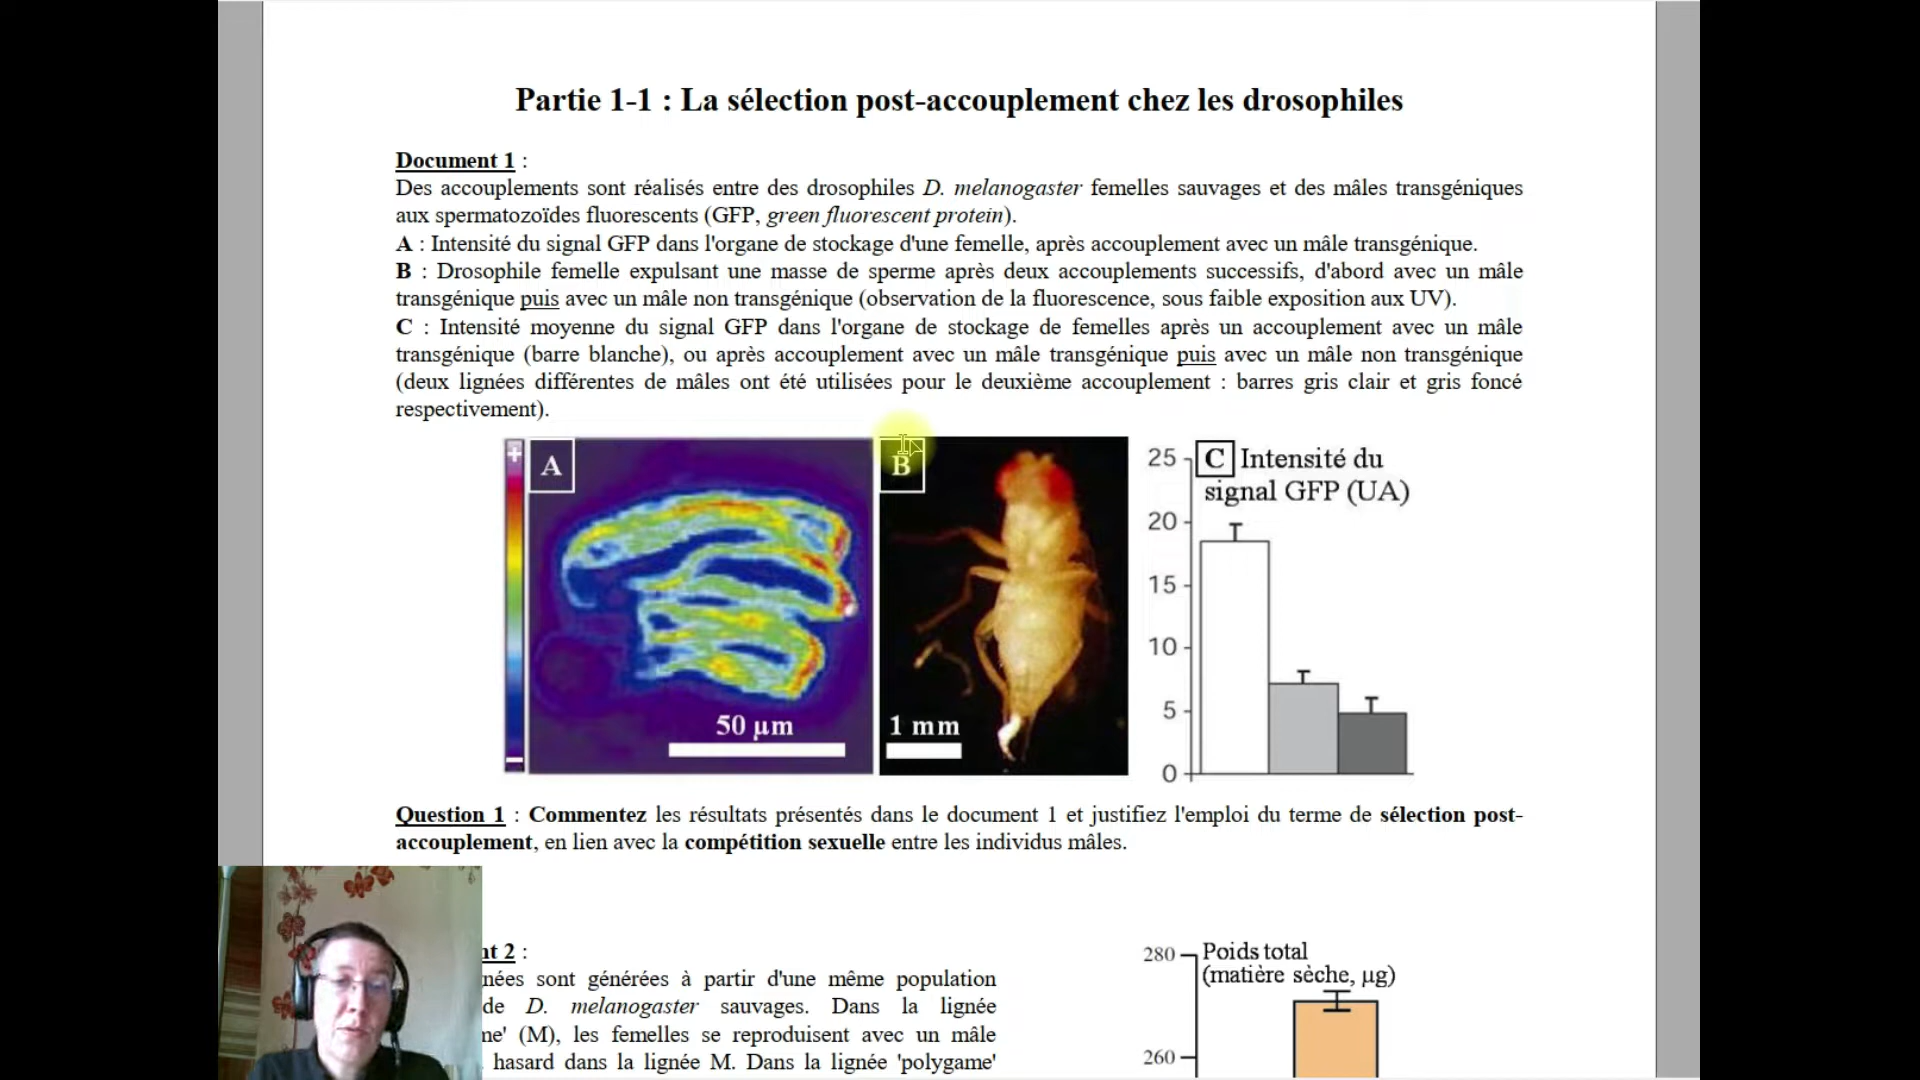 Partie 1-1 : La sélection post-accouplement chez les drosophiles
Document 1 :
Des accouplements sont réalisés entre des drosophiles D. melanogaster femelles sauvages et des mâles transgéniques
aux spermatozoïdes fluorescents (GFP, green fluorescent protein).
A : Intensité du signal GFP dans l'organe de stockage d'une femelle, après accouplement avec un mâle transgénique.
B : Drosophile femelle expulsant une masse de sperme après deux accouplements successifs, d'abord avec un mâle
transgénique puis avec un mâle non transgénique (observation de la fluorescence, sous faible exposition aux UV).
C : Intensité moyenne du signal GFP dans l'organe de stockage de femelles après un accouplement avec un mâle
transgénique (barre blanche), ou après accouplement avec un mâle transgénique puis avec un mâle non transgénique
(deux lignées différentes de mâles ont été utilisées pour le deuxième accouplement : barres gris clair et gris foncé
respectivement).
+
A
50 µm
B
1 mm
C Intensité du
signal GFP (UA)
25
20
15
10
5
0
Question 1 : Commentez les résultats présentés dans le document 1 et justifiez l'emploi du terme de sélection post-
accouplement, en lien avec la compétition sexuelle entre les individus mâles.
nt 2 :
nées sont générées à partir d'une même population
de D. melanogaster sauvages. Dans la lignée
me' (M), les femelles se reproduisent avec un mâle
hasard dans la lignée M. Dans la lignée 'polygame'
280
Poids total
(matière sèche, µg)
260